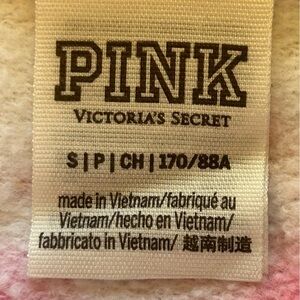 PINK
VICTORIA'S SECRET
S | P | CH | 170/88A
made in Vietnam/fabriqué au
Vietnam/hecho en Vietnam/
fabbricato in Vietnam/ 越南制造